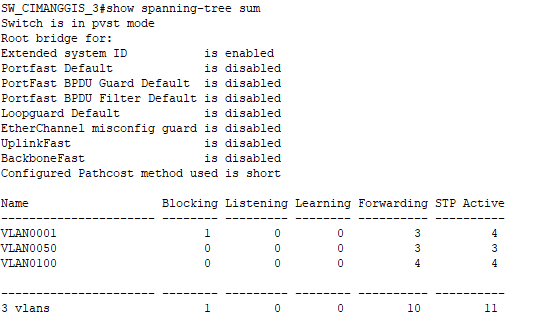 SW_CIMANGGIS_3#show spanning-tree sum
Switch is in pvst mode
Root bridge for:
Extended system ID           is enabled
Portfast Default             is disabled
PortFast BPDU Guard Default  is disabled
Portfast BPDU Filter Default is disabled
Loopguard Default            is disabled
EtherChannel misconfig guard is disabled
UplinkFast                   is disabled
BackboneFast                 is disabled
Configured Pathcost method used is short
Name                   Blocking Listening Learning Forwarding STP Active
---------------------- -------- --------- -------- ---------- ----------
VLAN0001                     1         0        0          3          4
VLAN0050                     0         0        0          3          3
VLAN0100                     0         0        0          4          4
---------------------- -------- --------- -------- ---------- ----------
3 vlans                      1         0        0         10         11